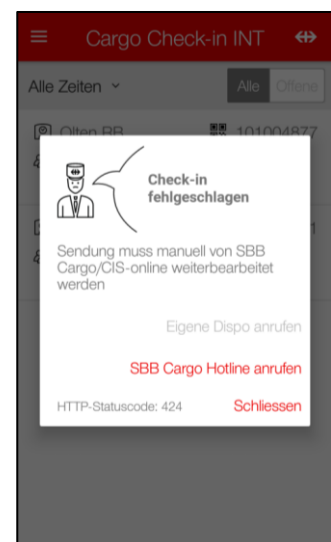 Cargo Check-in INT
Alle Zeiten
Alle Offene
Olten RB 101004877
Check-in
fehlgeschlagen
1
Sendung muss manuell von SBB
Cargo/CIS-online weiterbearbeitet
werden
Eigene Dispo anrufen
SBB Cargo Hotline anrufen
HTTP-Statuscode: 424 Schliessen